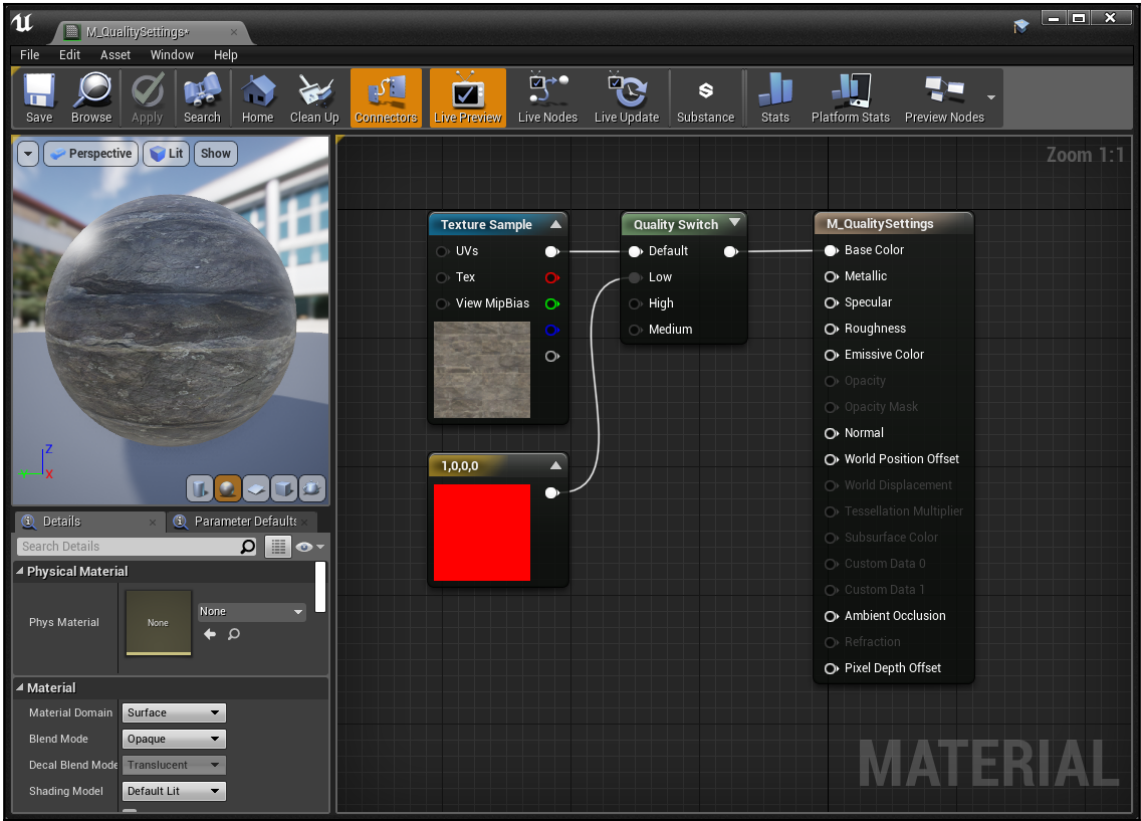 M_QualitySettings*
File Edit Asset Window Help
Save Browse Apply Search Home Clean Up Connectors Live Preview Live Nodes Live Update Substance Stats Platform Stats Preview Nodes
Perspective Lit Show
Zoom 1:1
Texture Sample
UVs
Tex
View MipBias
1,0,0,0
Quality Switch
Default
Low
High
Medium
M_QualitySettings
Base Color
Metallic
Specular
Roughness
Emissive Color
Opacity
Opacity Mask
Normal
World Position Offset
World Displacement
Tessellation Multiplier
Subsurface Color
Custom Data 0
Custom Data 1
Ambient Occlusion
Refraction
Pixel Depth Offset
MATERIAL
Z
Y X
Details Parameter Defaults
Search Details
Physical Material
Phys Material None None
Material
Material Domain Surface
Blend Mode Opaque
Decal Blend Mode Translucent
Shading Model Default Lit